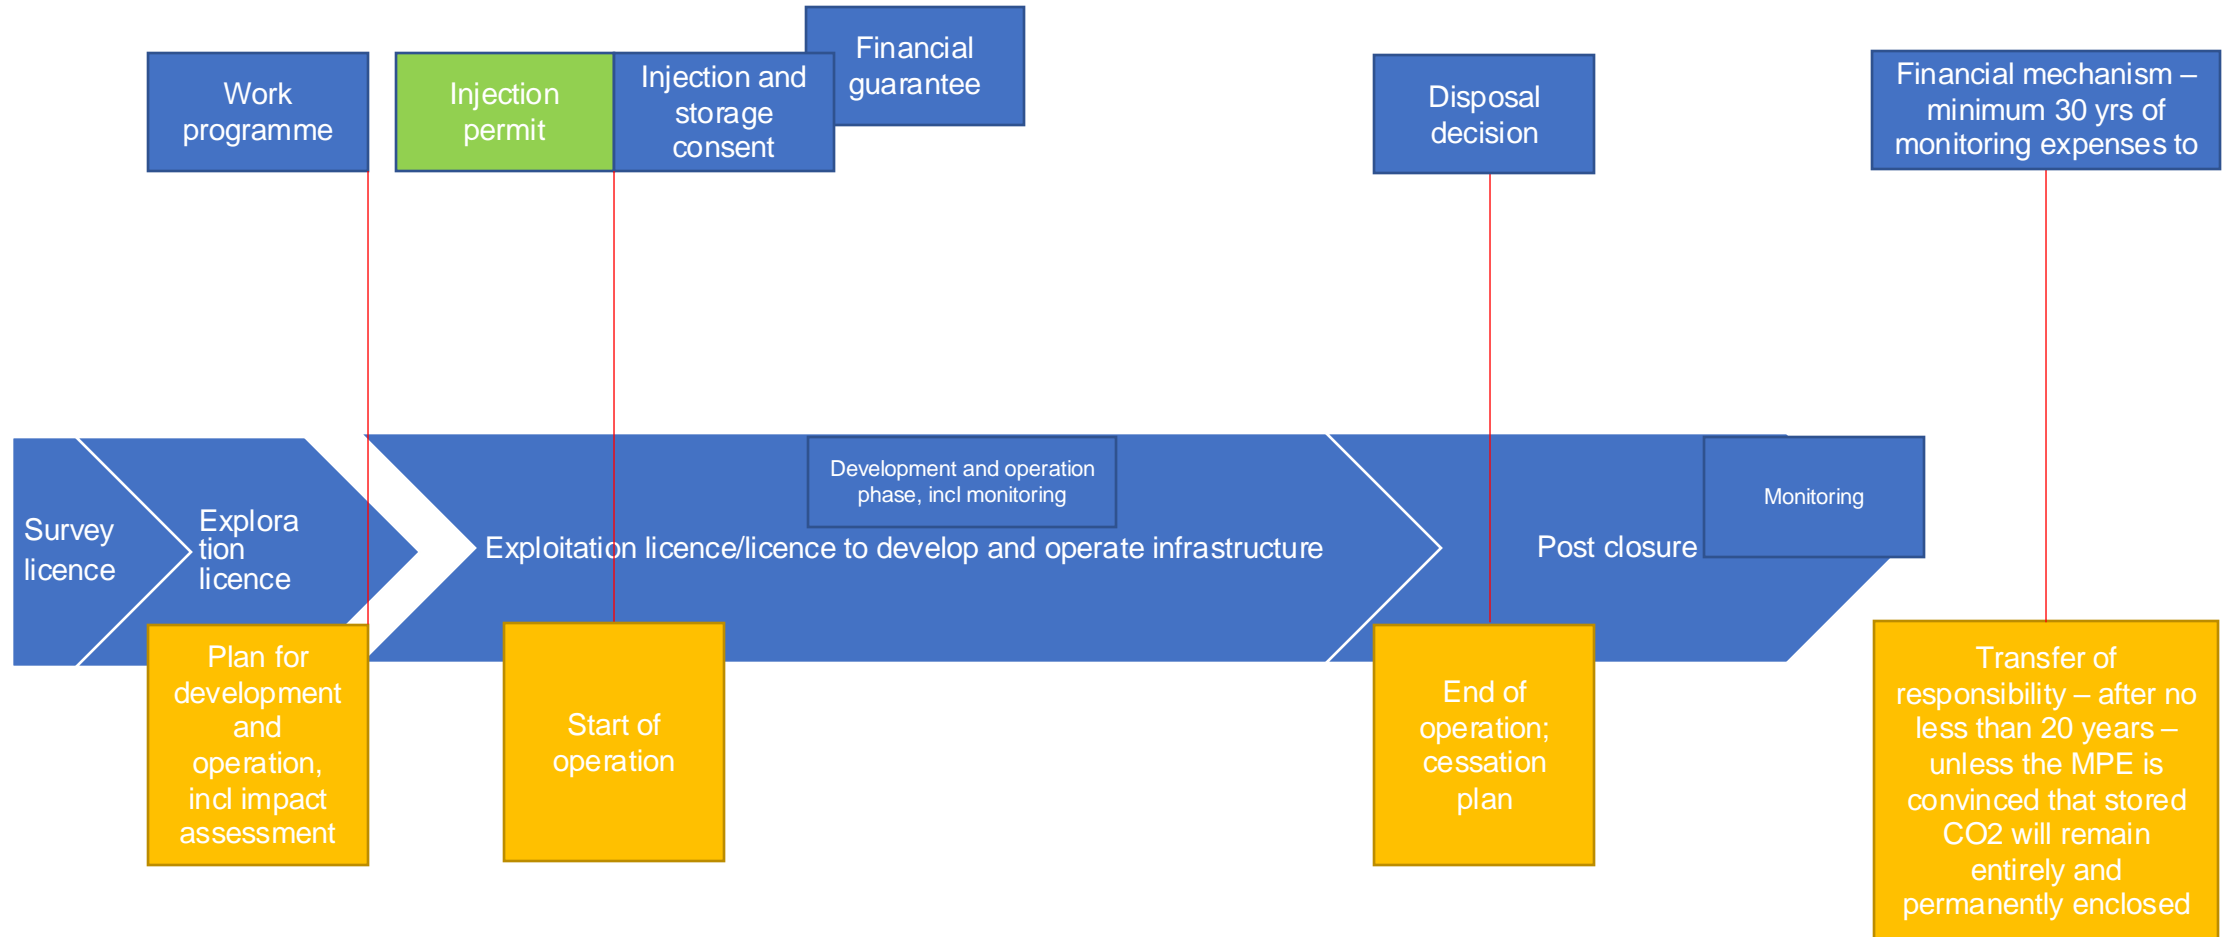 Work
programme
Injection
permit
Injection and
storage
consent
Financial
guarantee
Disposal
decision
Financial mechanism –
minimum 30 yrs of
monitoring expenses to
Survey
licence
Explora
tion
licence
Development and operation
phase, incl monitoring
Exploitation licence/licence to develop and operate infrastructure
Post closure
Monitoring
Plan for
development
and
operation,
incl impact
assessment
Start of
operation
End of
operation;
cessation
plan
Transfer of
responsibility – after no
less than 20 years –
unless the MPE is
convinced that stored
CO2 will remain
entirely and
permanently enclosed